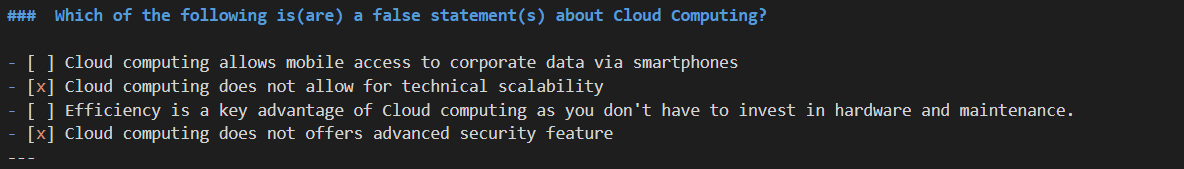 ###  Which of the following is(are) a false statement(s) about Cloud Computing?
- [ ] Cloud computing allows mobile access to corporate data via smartphones
- [x] Cloud computing does not allow for technical scalability
- [ ] Efficiency is a key advantage of Cloud computing as you don't have to invest in hardware and maintenance.
- [x] Cloud computing does not offers advanced security feature
---